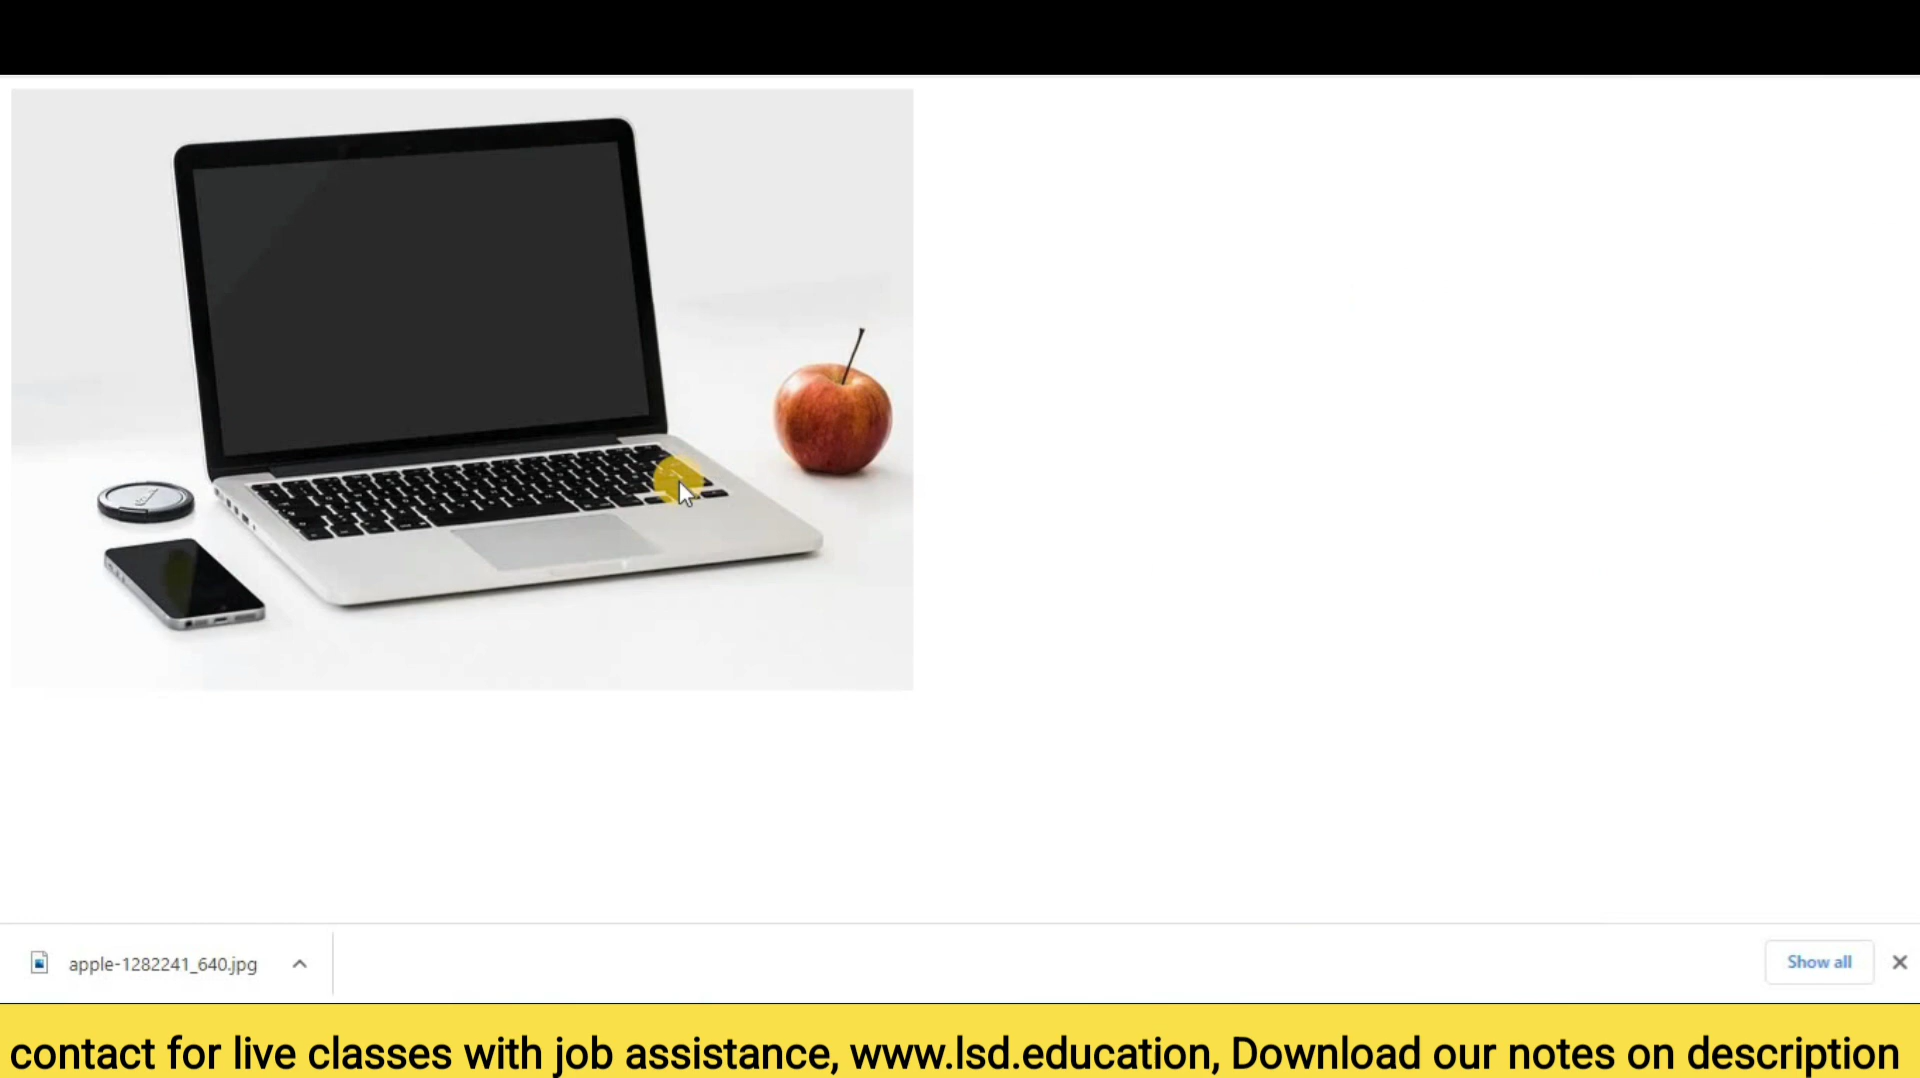 apple-1282241_640.jpg
Show all
contact for live classes with job assistance, www.lsd.education, Download our notes on description